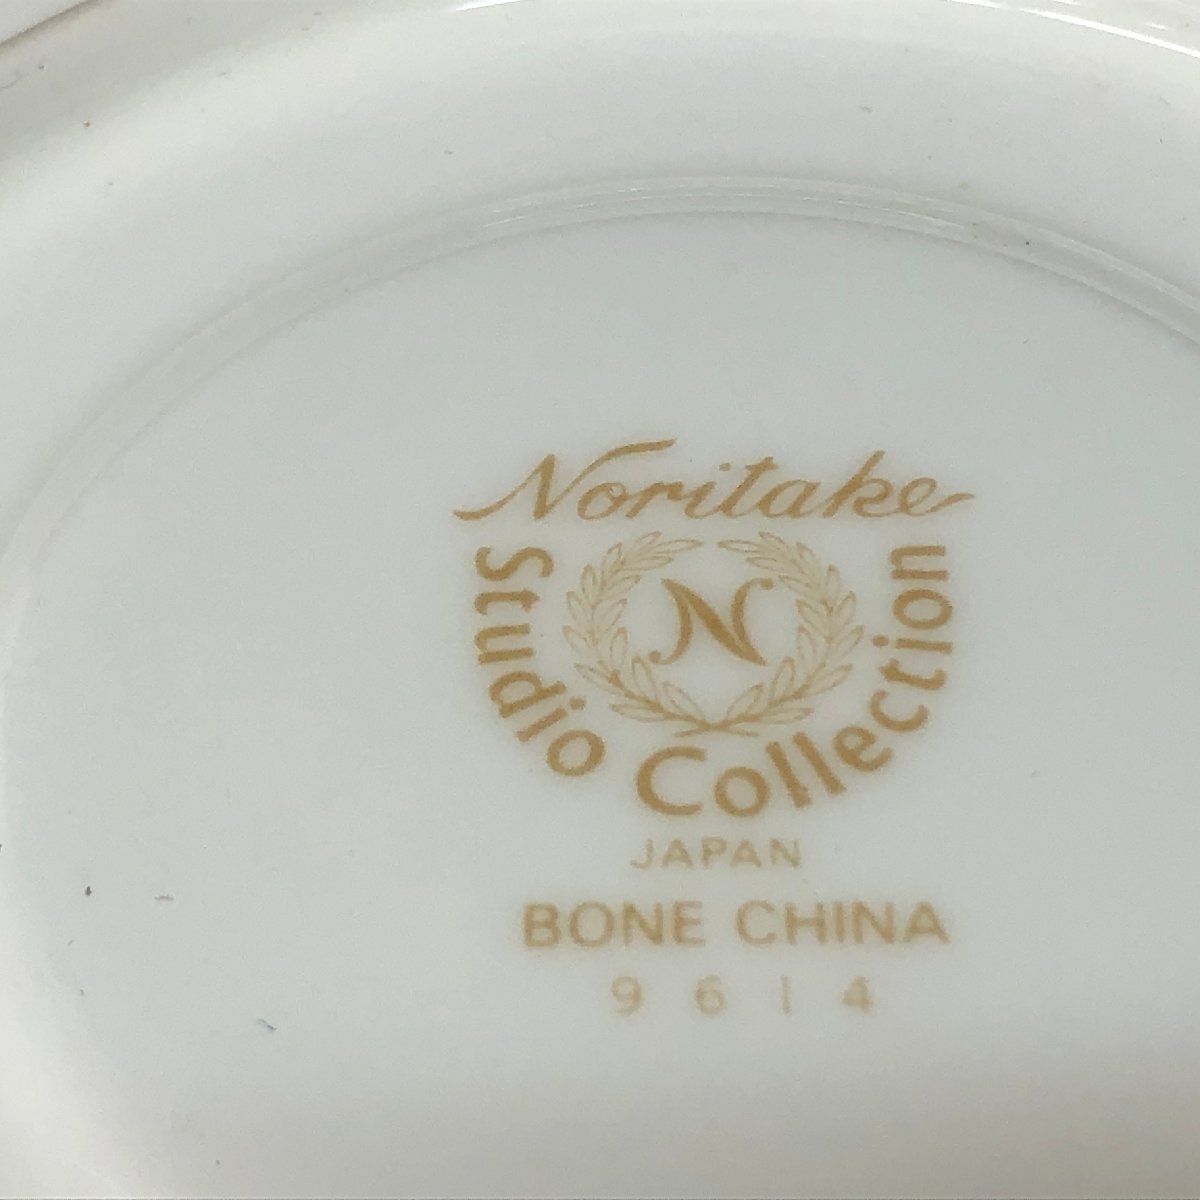 Noritake
Studio Collection
N
JAPAN
BONE CHINA
9614